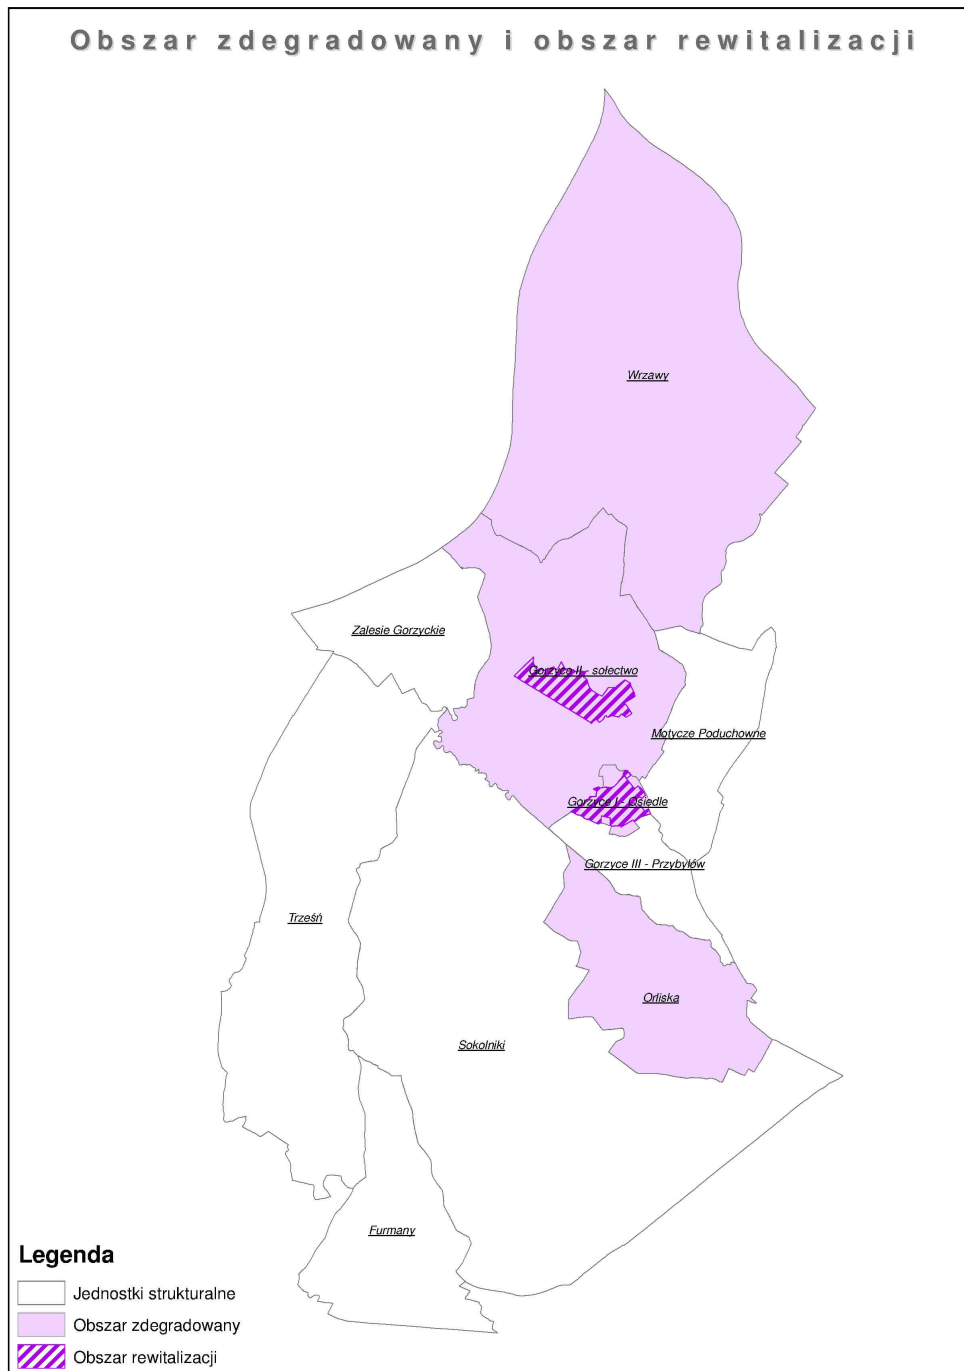 Obszar zdegradowany i obszar rewitalizacji
Wrzawy
Zalesie Gorzyckie
Gorzyce II - sołectwo
Motycze Poduchowne
Gorzyce I - Osiedle
Gorzyce III - Przybyłów
Trześń
Orliska
Sokolniki
Furmany
Legenda
Jednostki strukturalne
Obszar zdegradowany
Obszar rewitalizacji